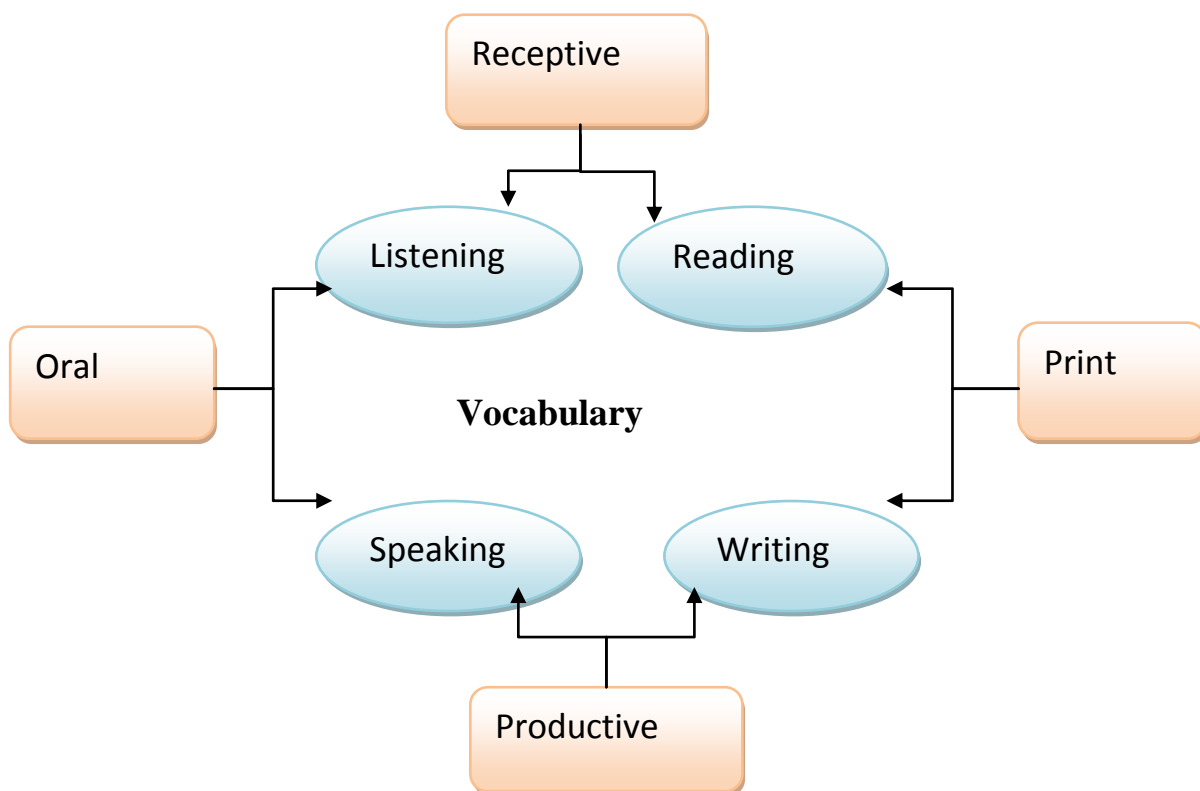 Receptive
Listening
Reading
Oral
Print
Vocabulary
Speaking
Writing
Productive